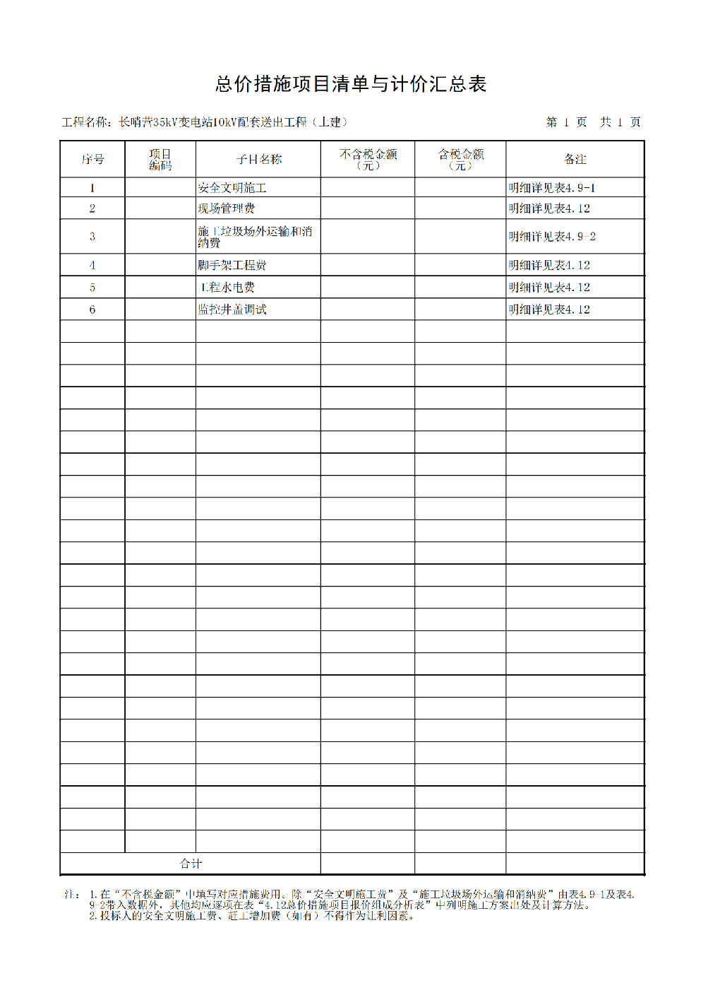 总价措施项目清单与计价汇总表
工程名称：长哨营35kV变电站10kV配套送出工程（土建）  第 1 页  共 1 页
序号  项目编码  子目名称  不含税金额（元）  含税金额（元）  备注
1  安全文明施工  明细详见表4.9-1
2  现场管理费  明细详见表4.12
3  施工垃圾场外运输和消纳费  明细详见表4.9-2
4  脚手架工程费  明细详见表4.12
5  工程水电费  明细详见表4.12
6  监控井盖调试  明细详见表4.12
合计
注：1.在“不含税金额”中填写对应措施费用。除“安全文明施工费”及“施工垃圾场外运输和消纳费”由表4.9-1及表4.
9-2带入数据外，其他均应逐项在表“4.12总价措施项目报价组成分析表”中列明施工方案出处及计算方法。
2.投标人的安全文明施工费、赶工增加费（如有）不得作为让利因素。